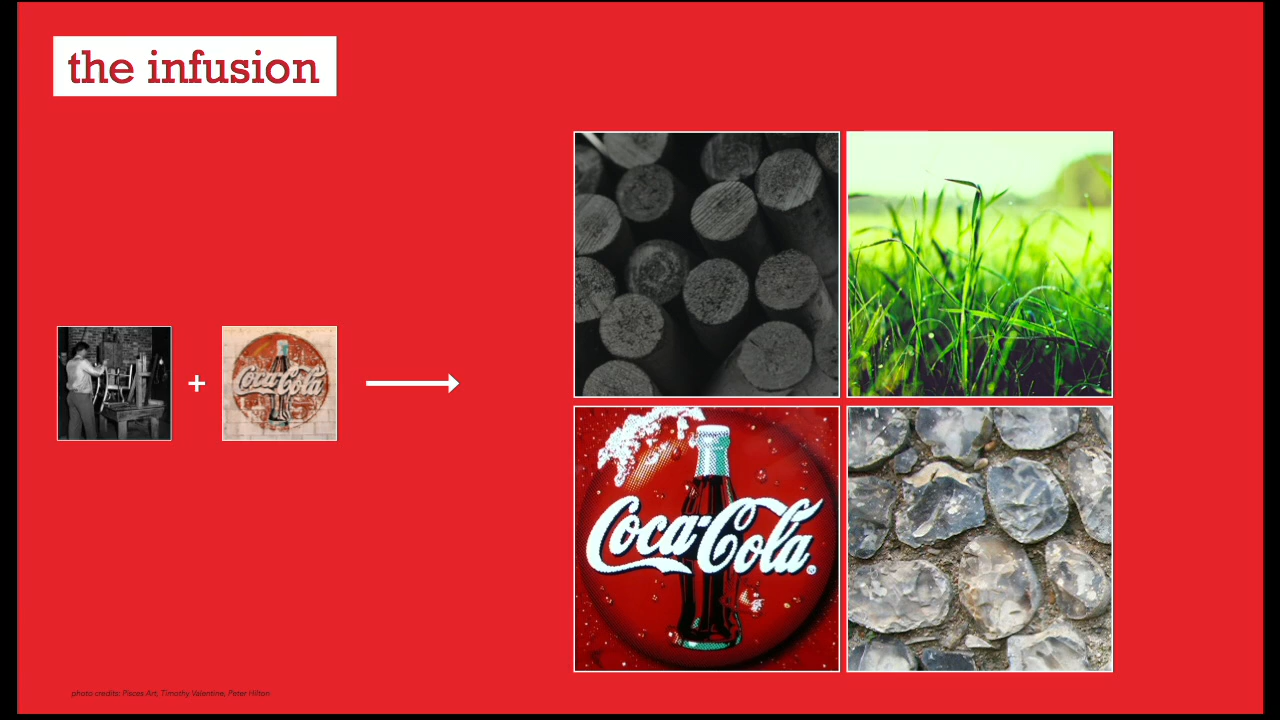 the infusion
+
Coca-Cola
Coca-Cola®
photo credits: Pisces Art, Timothy Valentine, Peter Hilton